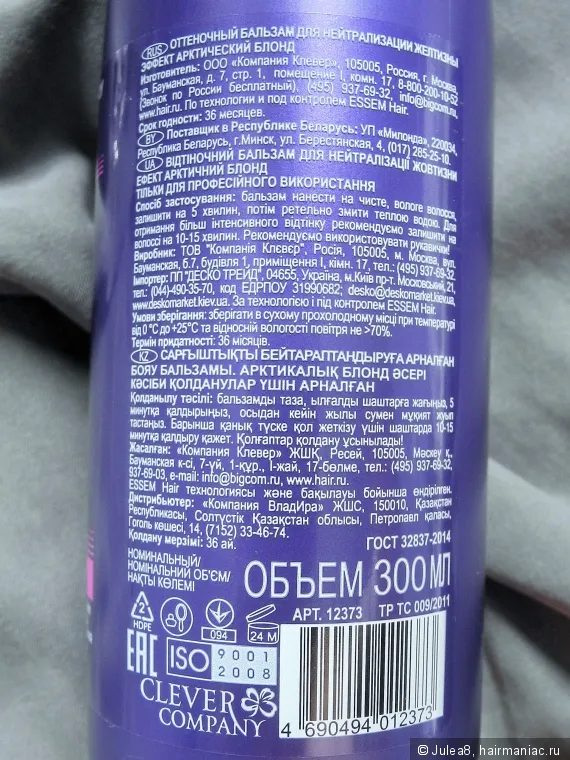 RUS ОТТЕНОЧНЫЙ БАЛЬЗАМ ДЛЯ НЕЙТРАЛИЗАЦИИ ЖЕЛТИЗНЫ
ЭФФЕКТ АРКТИЧЕСКИЙ БЛОНД
Изготовитель: ООО «Компания Клевер», 105005, Россия, г. Москва,
ул. Бауманская, д. 7, стр. 1, помещение I, комн. 17, 8-800-200-10-52
(Звонок по России бесплатный), (495) 937-69-32, info@bigcom.ru,
www.hair.ru. По технологии и под контролем ESSEM Hair.
Срок годности: 36 месяцев.
BY Поставщик в Республике Беларусь: УП «Милонда», 220034,
Республика Беларусь, г.Минск, ул. Берестянская, 4, (017) 285-25-10.
UA ВІДТІНОЧНИЙ БАЛЬЗАМ ДЛЯ НЕЙТРАЛІЗАЦІЇ ЖОВТИЗНИ
ЕФЕКТ АРКТИЧНИЙ БЛОНД
ТІЛЬКИ ДЛЯ ПРОФЕСІЙНОГО ВИКОРИСТАННЯ
Спосіб застосування: бальзам нанести на чисте, вологе волосся,
залишити на 5 хвилин, потім ретельно змити теплою водою. Для
отримання більш інтенсивного відтінку рекомендуємо залишити на
волоссі на 10-15 хвилин. Рекомендуємо використовувати рукавички!
Виробник: ТОВ "Компанія Клєвєр", Росія, 105005, м. Москва, вул.
Бауманская, б.7, будівля 1, приміщення I, кімн. 17, тел.: (495) 937-69-32.
Імпортер: ПП "ДЕСКО ТРЕЙД", 04655, Україна, м.Київ пр-т. Московський, 21,
тел.: (044)-490-35-70, код ЕДРПОУ 31990682; desko@deskomarket.kiev.ua,
www.deskomarket.kiev.ua. За технологією і під контролем ESSEM Hair.
Умови зберігання: зберігати в сухому прохолодному місці при температурі
від 0 °С до +25°С та відносній вологості повітря не >70%.
Термін придатності: 36 місяців.
KZ САРҒЫШТЫҚТЫ БЕЙТАРАПТАНДЫРУҒА АРНАЛҒАН
БОЯУ БАЛЬЗАМЫ. АРКТИКАЛЫҚ БЛОНД ӘСЕРІ
КӘСІБИ ҚОЛДАНУЛАР ҮШІН АРНАЛҒАН
Қолданылу тәсілі: бальзамды таза, ылғалды шаштарға жағыңыз, 5
минутқа қалдырыңыз, осыдан кейін жылы сумен мұқият жуып
тастаңыз. Барынша қанық түске қол жеткізу үшін шаштарда 10-15
минутқа қалдыру қажет. Қолғаптар қолдану ұсынылады!
Жасалған: «Компания Клевер» ЖШҚ, Ресей, 105005, Мәскеу қ.,
Бауманская к-сі, 7-үй, 1-құр., I-жай, 17-бөлме, тел.: (495) 937-69-32,
937-69-03, e-mail: info@bigcom.ru, www.hair.ru.
ESSEM Hair технологиясы және бақылауы бойынша өндірілген.
Дистрибьютер: «Компания ВладИра» ЖШС, 150010, Қазақстан
Республикасы, Солтүстік Қазақстан облысы, Петропавл қаласы,
Гоголь көшесі, 14, (7152) 33-46-74.
Қолдану мерзімі: 36 ай.
ГОСТ 32837-2014
НОМИНАЛЬНЫЙ/
НОМІНАЛЬНИЙ ОБ'ЄМ/
НАҚТЫ КӨЛЕМІ
ОБЪЕМ 300 МЛ
АРТ. 12373 ТР ТС 009/2011
2
HDPE
094
24 M
EAC
ISO 9001
2008
CLEVER
COMPANY
4 690494 012373
© Julea8, hairmaniac.ru